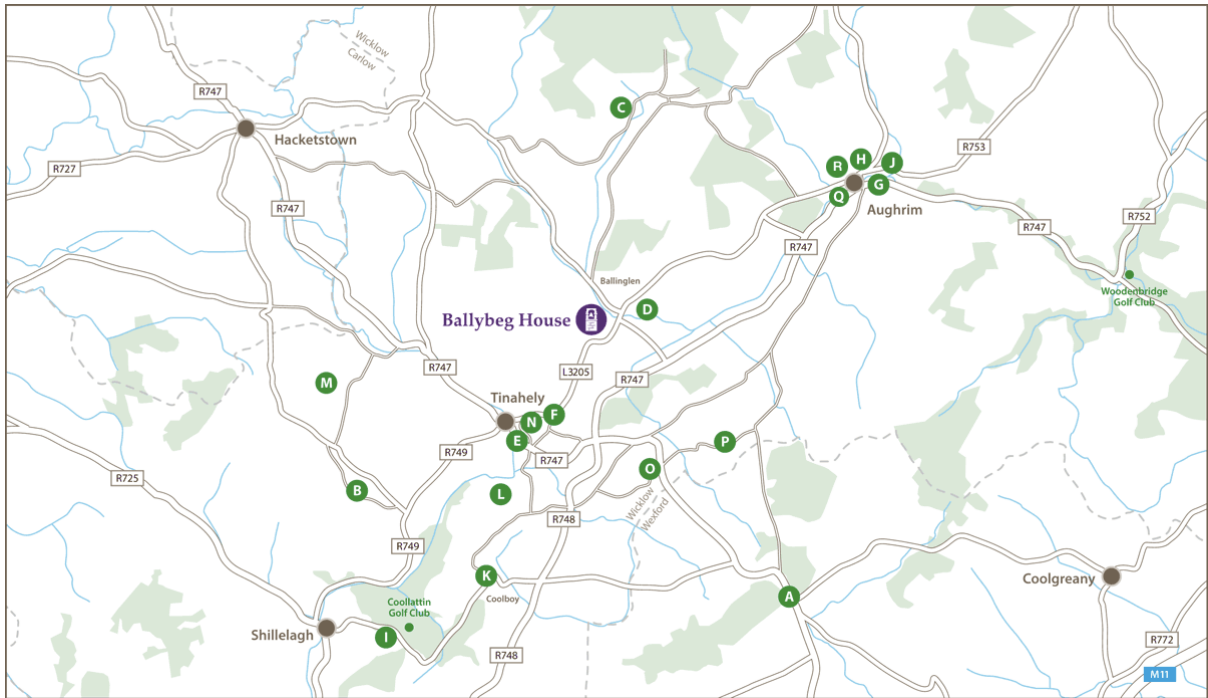 Wicklow
Carlow
R747
C
Hacketstown
R753
R
H
J
R727
Q
G
Aughrim
R747
R752
R747
R747
Ballinglen
Woodenbridge
Golf Club
Ballybeg House
D
R747
L3205
R747
M
Tinahely
N
F
E
P
R749
R747
O
R725
B
L
Wicklow
Wexford
R748
R749
K
Coolboy
Coolgreany
A
Coollattin
Golf Club
Shillelagh
I
R772
R748
M11